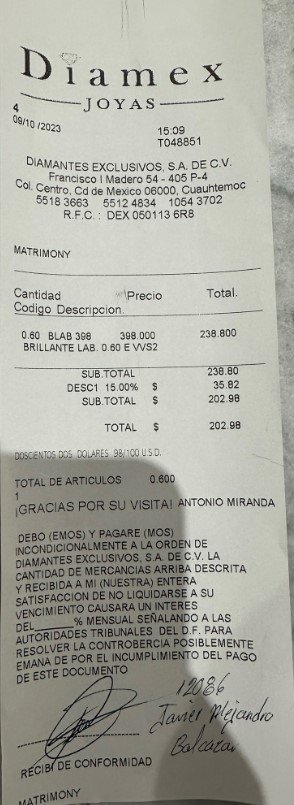 Diamex
JOYAS
4
09/10/2023
15:09
T048851
DIAMANTES EXCLUSIVOS, S.A. DE C.V.
Francisco I Madero 54 - 405 P-4
Col. Centro, Cd de Mexico 06000, Cuauhtemoc
5518 3663 5512 4834 1054 3702
R.F.C. : DEX 050113 6R8
MATRIMONY
Cantidad Precio Total.
Codigo Descripcion.
0.60 BLAB 398 398.000 238.800
BRILLANTE LAB. 0.60 E VVS2
SUB.TOTAL 238.80
DESC1 15.00% $ 35.82
SUB.TOTAL $ 202.98
TOTAL $ 202.98
DOSCIENTOS DOS DOLARES 98/100 U.S.D.
TOTAL DE ARTICULOS 0.600
1
¡GRACIAS POR SU VISITA! ANTONIO MIRANDA
DEBO (EMOS) Y PAGARE (MOS)
INCONDICIONALMENTE A LA ORDEN DE
DIAMANTES EXCLUSIVOS, S.A. DE C.V. LA
CANTIDAD DE MERCANCIAS ARRIBA DESCRITA
Y RECIBIDA A MI (NUESTRA) ENTERA
SATISFACCION DE NO LIQUIDARSE A SU
VENCIMIENTO CAUSARA UN INTERES
DEL______% MENSUAL SEÑALANDO A LAS
AUTORIDADES TRIBUNALES DEL D.F. PARA
RESOLVER LA CONTROBERCIA POSIBLEMENTE
EMANA DE POR EL INCUMPLIMIENTO DEL PAGO
DE ESTE DOCUMENTO
12086
Javier Alejandro
Balcazar
RECIBI DE CONFORMIDAD
MATRIMONY